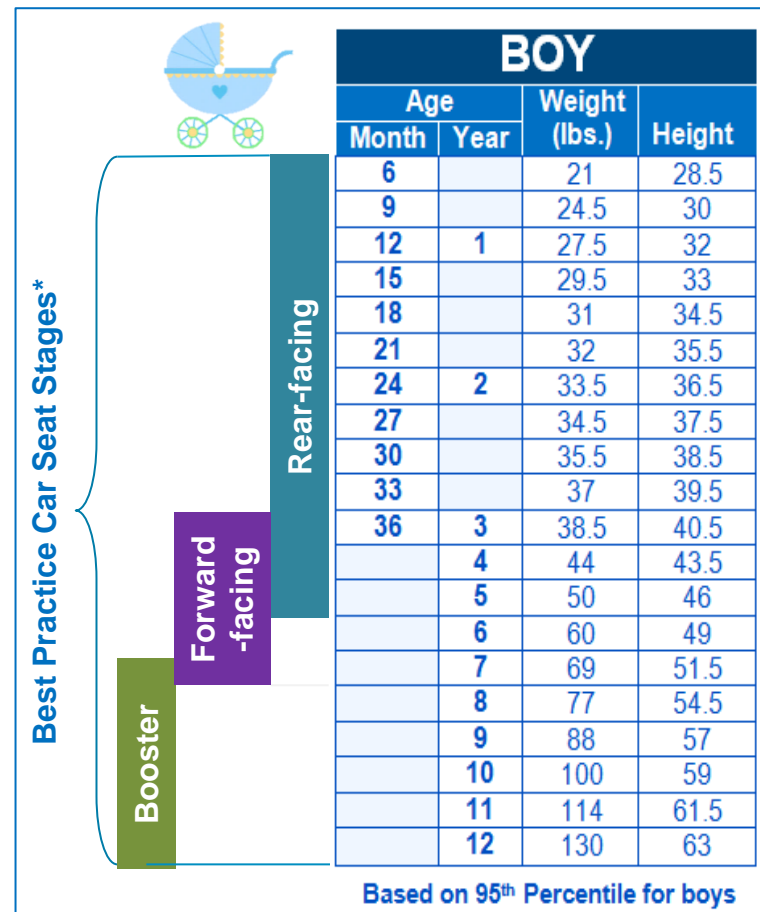 BOY
Age Weight (lbs.) Height
Month Year
6 21 28.5
9 24.5 30
12 1 27.5 32
15 29.5 33
18 31 34.5
21 32 35.5
24 2 33.5 36.5
27 34.5 37.5
30 35.5 38.5
33 37 39.5
36 3 38.5 40.5
4 44 43.5
5 50 46
6 60 49
7 69 51.5
8 77 54.5
9 88 57
10 100 59
11 114 61.5
12 130 63
Based on 95th Percentile for boys
Best Practice Car Seat Stages*
Rear-facing
Forward
-facing
Booster